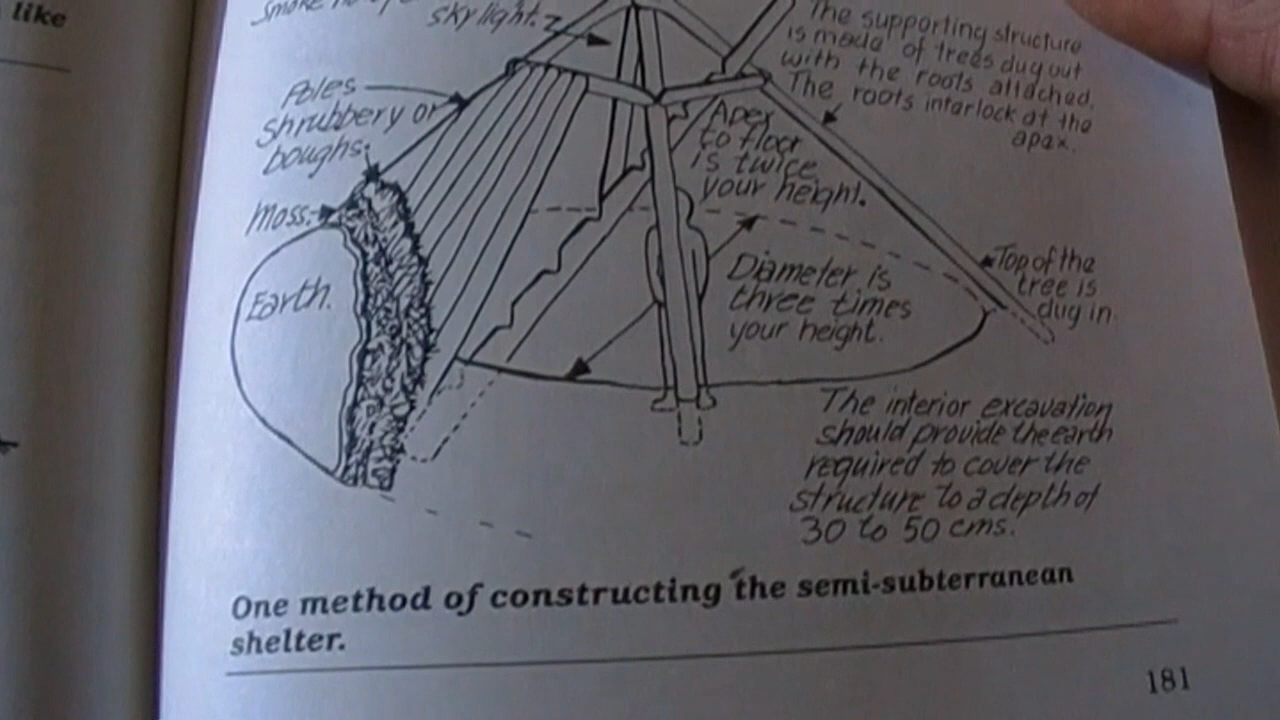 like
Smoke
skylight.
The supporting structure
is made of trees dug out
with the roots attached.
The roots interlock at the
apax.
Poles
shrubbery or
boughs.
Moss.
Earth.
Apex
to floor
is twice
your height.
Diameter is
three times
your height.
Top of the
tree is
dug in.
The interior excavation
should provide the earth
required to cover the
structure to a depth of
30 to 50 cms.
One method of constructing the semi-subterranean
shelter.
181